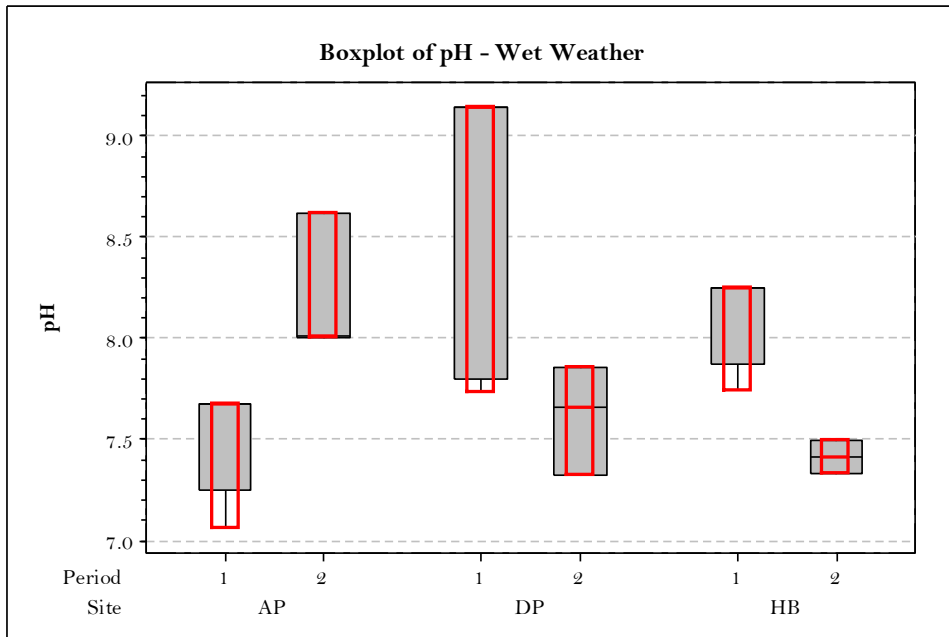 Boxplot of pH - Wet Weather
9.0
8.5
8.0
7.5
7.0
pH
Period 1 2 1 2 1 2
Site AP DP HB